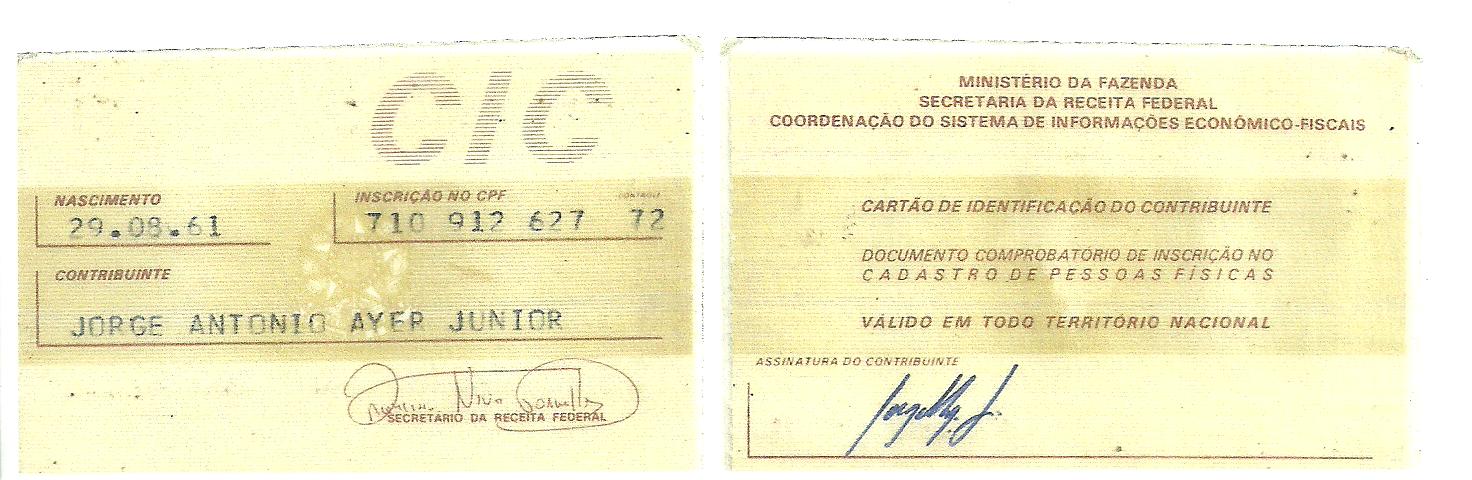 CIC
NASCIMENTO
29.08.61
INSCRIÇÃO NO CPF
CONTROLE
710 912 627 72
CONTRIBUINTE
JORGE ANTONIO AYER JUNIOR
SECRETÁRIO DA RECEITA FEDERAL
MINISTÉRIO DA FAZENDA
SECRETARIA DA RECEITA FEDERAL
COORDENAÇÃO DO SISTEMA DE INFORMAÇÕES ECONÔMICO-FISCAIS
CARTÃO DE IDENTIFICAÇÃO DO CONTRIBUINTE
DOCUMENTO COMPROBATÓRIO DE INSCRIÇÃO NO
CADASTRO DE PESSOAS FÍSICAS
VÁLIDO EM TODO TERRITÓRIO NACIONAL
ASSINATURA DO CONTRIBUINTE